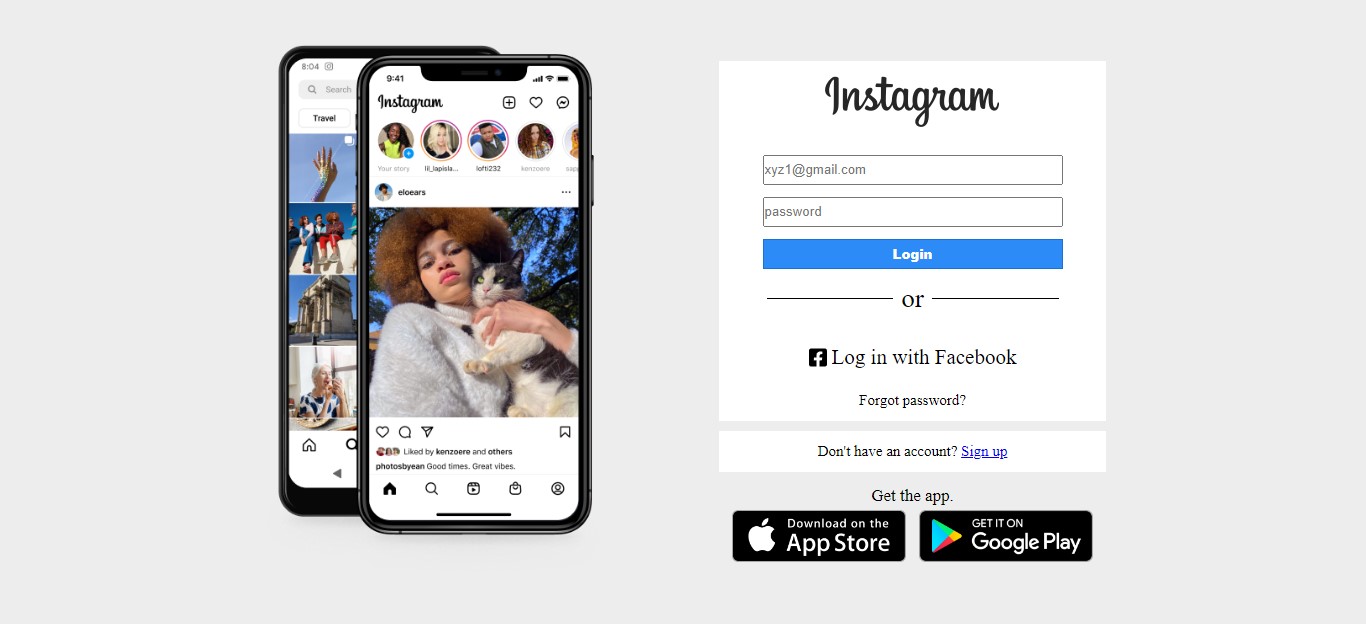 8:04
Search
Travel
9:41
Instagram
Your story
lil_lapisla...
lofti232
kenzoere
sap
eloears
Liked by kenzoere and others
photosbyean Good times. Great vibes.
Instagram
xyz1@gmail.com
password
Login
or
Log in with Facebook
Forgot password?
Don't have an account? Sign up
Get the app.
Download on the
App Store
GET IT ON
Google Play